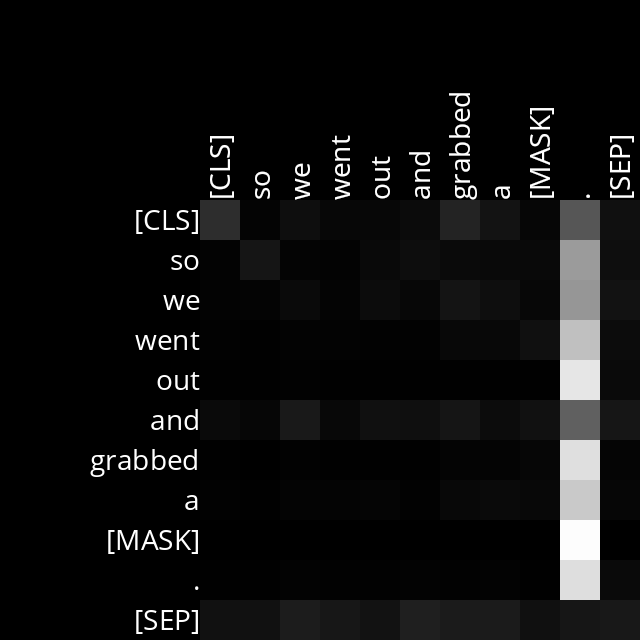 [CLS] so we went out and grabbed a [MASK] . [SEP]
[CLS]
so
we
went
out
and
grabbed
a
[MASK]
.
[SEP]